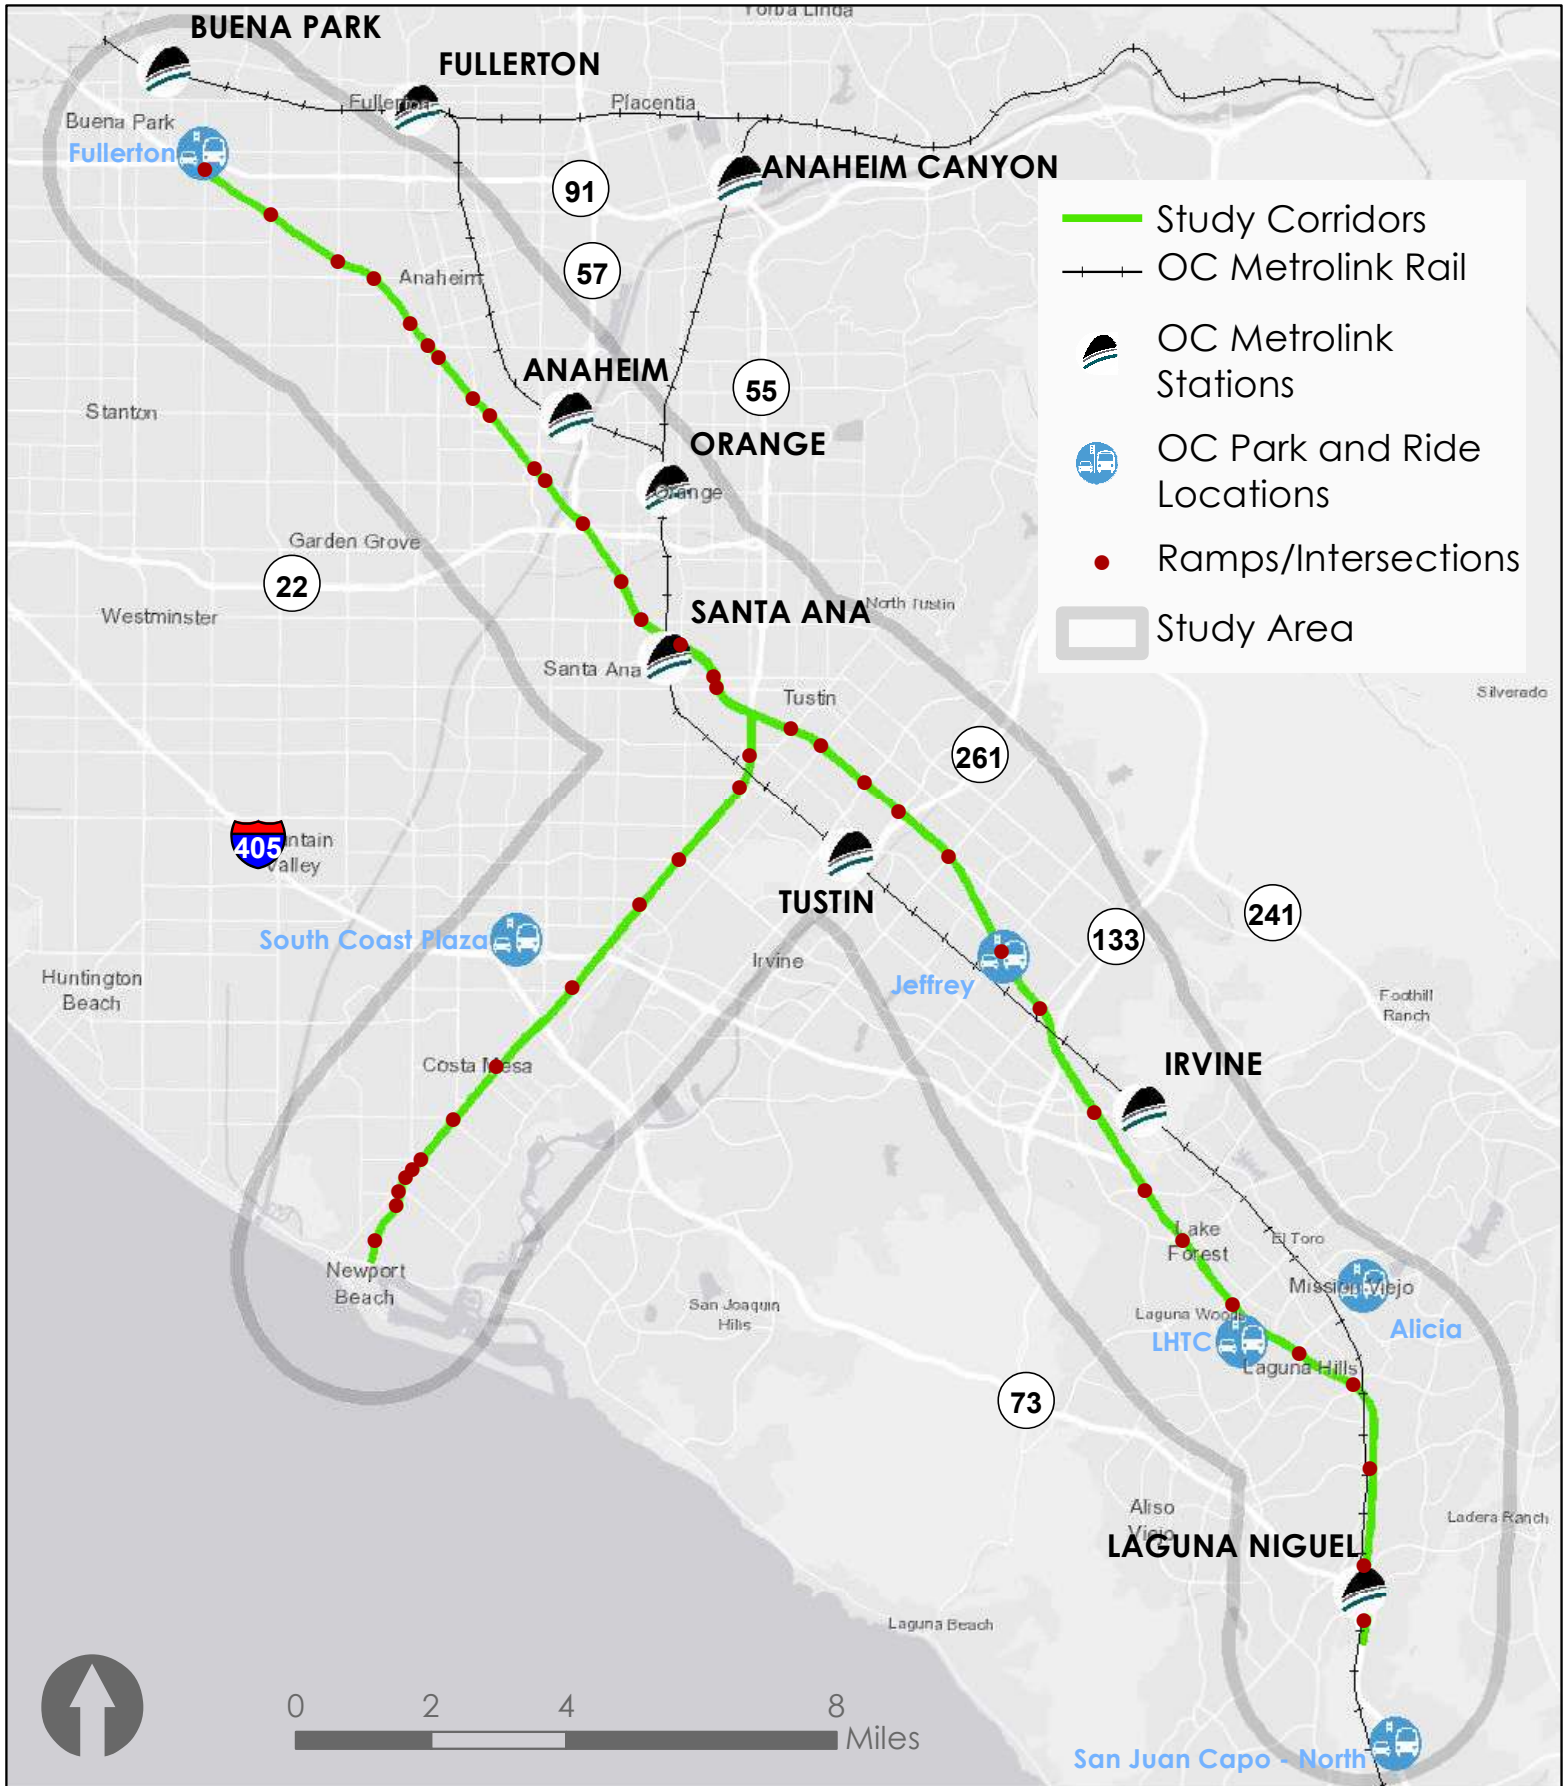 Yorba Linda
BUENA PARK
FULLERTON
Fullerton
Placentia
Buena Park
Fullerton
ANAHEIM CANYON
91
57
Anaheim
Study Corridors
OC Metrolink Rail
OC Metrolink
Stations
OC Park and Ride
Locations
Ramps/Intersections
Study Area
ANAHEIM
55
Stanton
ORANGE
Orange
Garden Grove
22
Westminster
North Tustin
SANTA ANA
Santa Ana
Tustin
Silverado
261
405
ntain
Valley
TUSTIN
241
133
South Coast Plaza
Irvine
Jeffrey
Huntington
Beach
Foothill
Ranch
Costa Mesa
IRVINE
Lake
Forest
El Toro
Newport
Beach
Mission Viejo
San Joaquin
Hills
Laguna Woods
Alicia
LHTC
Laguna Hills
73
Aliso
Viejo
Ladera Ranch
LAGUNA NIGUEL
Laguna Beach
0 2 4 8
Miles
San Juan Capo - North